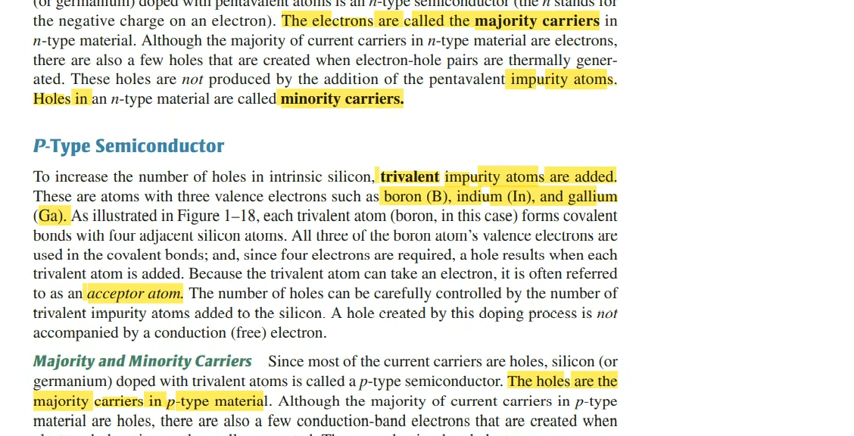 (or germanium) doped with pentavalent atoms is an n-type semiconductor (the n stands for
the negative charge on an electron). The electrons are called the majority carriers in
n-type material. Although the majority of current carriers in n-type material are electrons,
there are also a few holes that are created when electron-hole pairs are thermally gener-
ated. These holes are not produced by the addition of the pentavalent impurity atoms.
Holes in an n-type material are called minority carriers.
P-Type Semiconductor
To increase the number of holes in intrinsic silicon, trivalent impurity atoms are added.
These are atoms with three valence electrons such as boron (B), indium (In), and gallium
(Ga). As illustrated in Figure 1–18, each trivalent atom (boron, in this case) forms covalent
bonds with four adjacent silicon atoms. All three of the boron atom's valence electrons are
used in the covalent bonds; and, since four electrons are required, a hole results when each
trivalent atom is added. Because the trivalent atom can take an electron, it is often referred
to as an acceptor atom. The number of holes can be carefully controlled by the number of
trivalent impurity atoms added to the silicon. A hole created by this doping process is not
accompanied by a conduction (free) electron.
Majority and Minority Carriers Since most of the current carriers are holes, silicon (or
germanium) doped with trivalent atoms is called a p-type semiconductor. The holes are the
majority carriers in p-type material. Although the majority of current carriers in p-type
material are holes, there are also a few conduction-band electrons that are created when